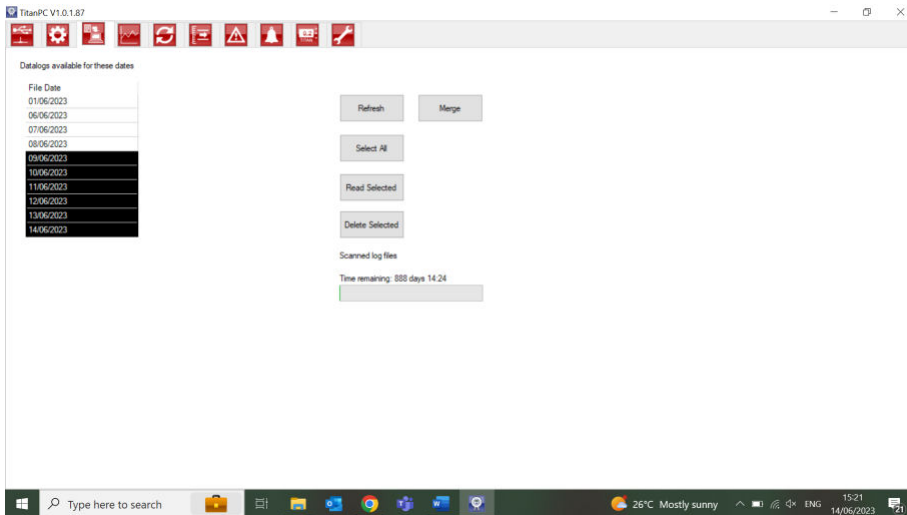 TitanPC V1.0.1.87
TITAN
Datalogs available for these dates
File Date
01/06/2023
06/06/2023
07/06/2023
08/06/2023
09/06/2023
10/06/2023
11/06/2023
12/06/2023
13/06/2023
14/06/2023
Refresh
Merge
Select All
Read Selected
Delete Selected
Scanned log files
Time remaining: 888 days 14:24
Type here to search
26°C Mostly sunny
ENG
15:21
14/06/2023
21